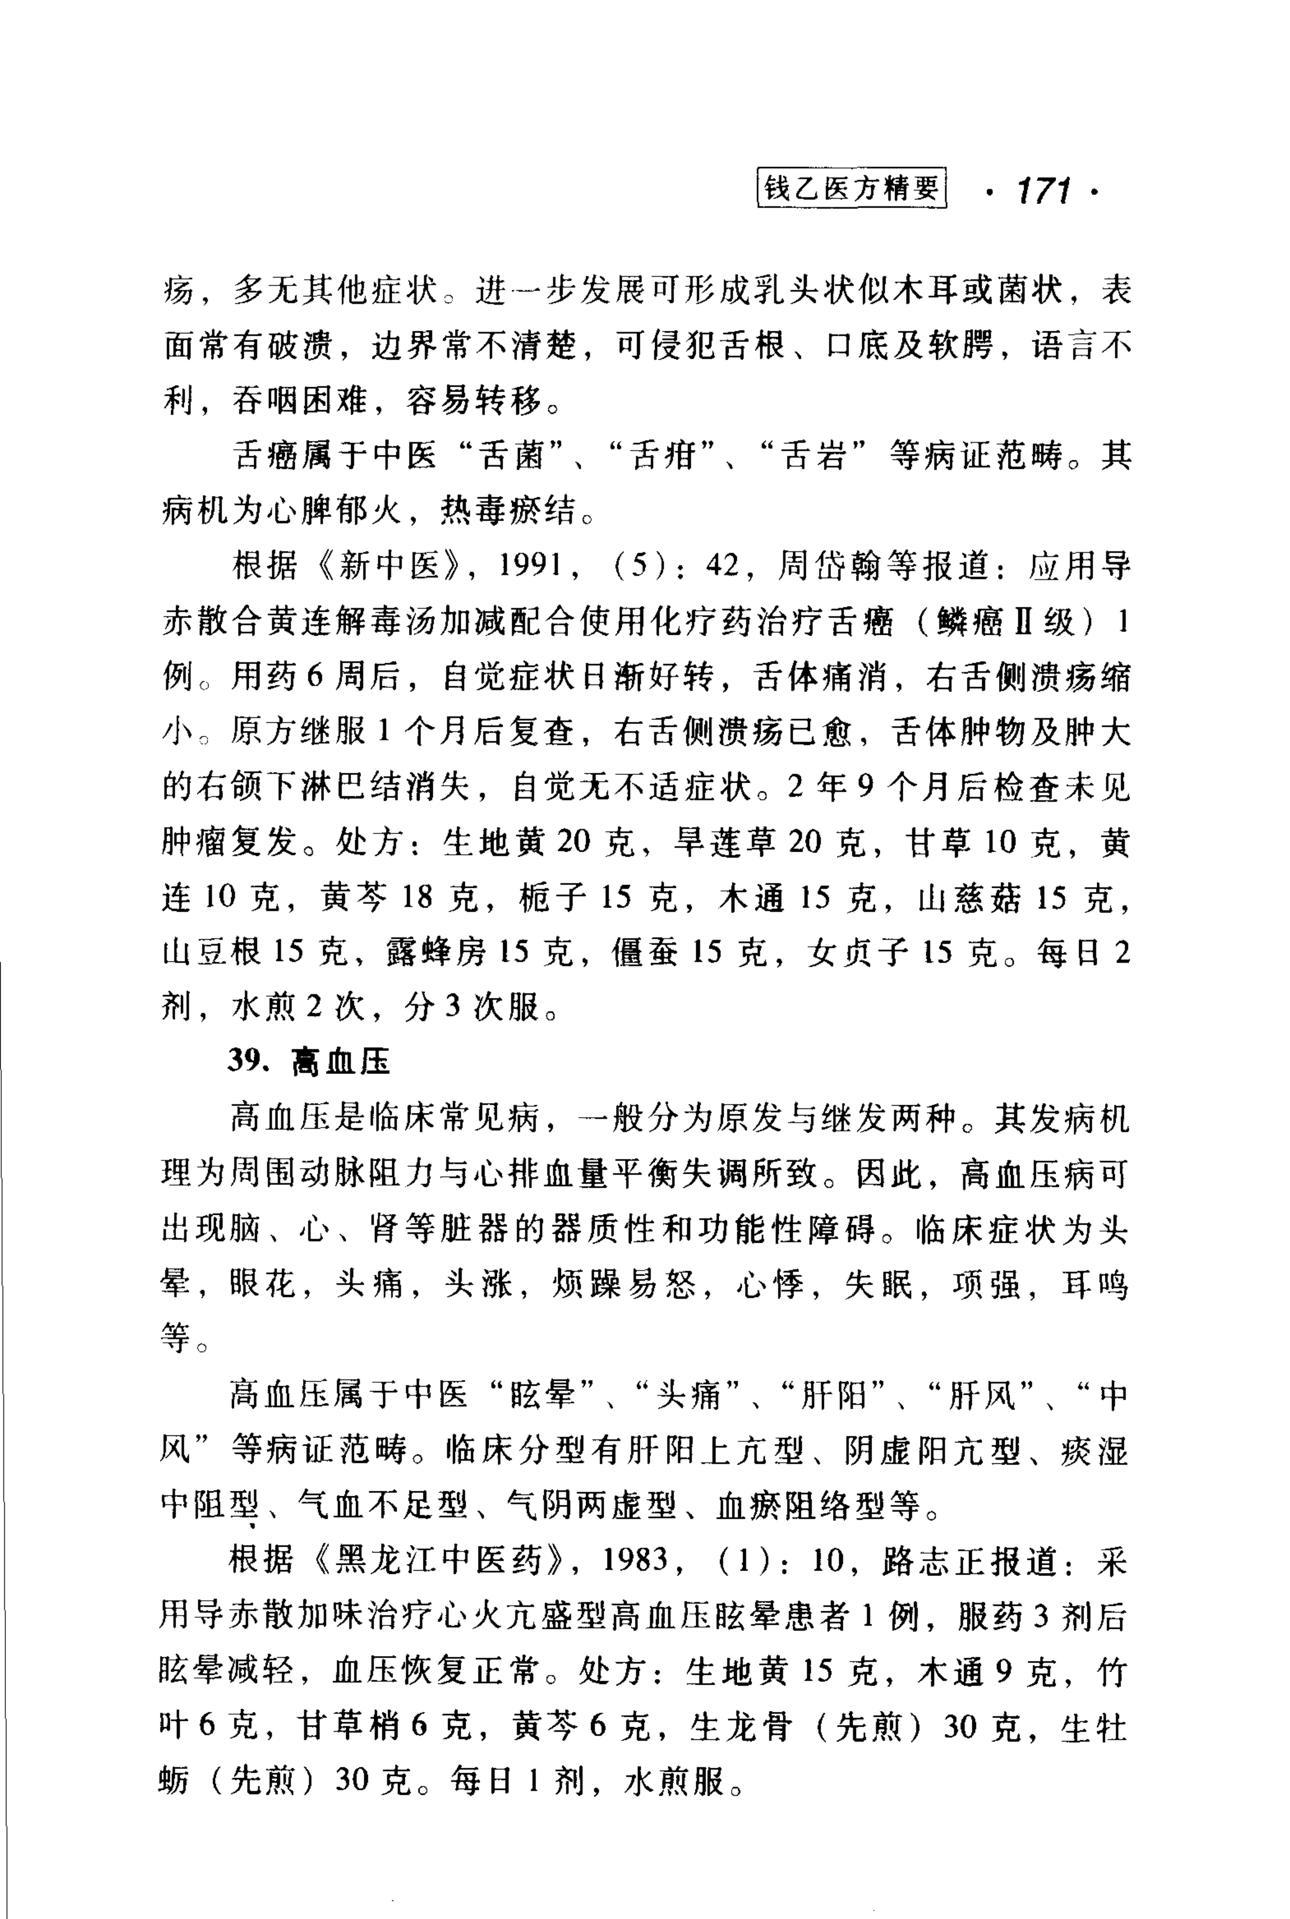 钱乙医方精要 · 171 ·
疡，多无其他症状。进一步发展可形成乳头状似木耳或菌状，表
面常有破溃，边界常不清楚，可侵犯舌根、口底及软腭，语言不
利，吞咽困难，容易转移。
舌癌属于中医“舌菌”、“舌疳”、“舌岩”等病证范畴。其
病机为心脾郁火，热毒瘀结。
根据《新中医》，1991，（5）：42，周岱翰等报道：应用导
赤散合黄连解毒汤加减配合使用化疗药治疗舌癌（鳞癌Ⅱ级）1
例。用药6周后，自觉症状日渐好转，舌体痛消，右舌侧溃疡缩
小。原方继服1个月后复查，右舌侧溃疡已愈，舌体肿物及肿大
的右颌下淋巴结消失，自觉无不适症状。2年9个月后检查未见
肿瘤复发。处方：生地黄20克，旱莲草20克，甘草10克，黄
连10克，黄芩18克，栀子15克，木通15克，山慈菇15克，
山豆根15克，露蜂房15克，僵蚕15克，女贞子15克。每日2
剂，水煎2次，分3次服。
39. 高血压
高血压是临床常见病，一般分为原发与继发两种。其发病机
理为周围动脉阻力与心排血量平衡失调所致。因此，高血压病可
出现脑、心、肾等脏器的器质性和功能性障碍。临床症状为头
晕，眼花，头痛，头涨，烦躁易怒，心悸，失眠，项强，耳鸣
等。
高血压属于中医“眩晕”、“头痛”、“肝阳”、“肝风”、“中
风”等病证范畴。临床分型有肝阳上亢型、阴虚阳亢型、痰湿
中阻型、气血不足型、气阴两虚型、血瘀阻络型等。
根据《黑龙江中医药》，1983，（1）：10，路志正报道：采
用导赤散加味治疗心火亢盛型高血压眩晕患者1例，服药3剂后
眩晕减轻，血压恢复正常。处方：生地黄15克，木通9克，竹
叶6克，甘草梢6克，黄芩6克，生龙骨（先煎）30克，生牡
蛎（先煎）30克。每日1剂，水煎服。